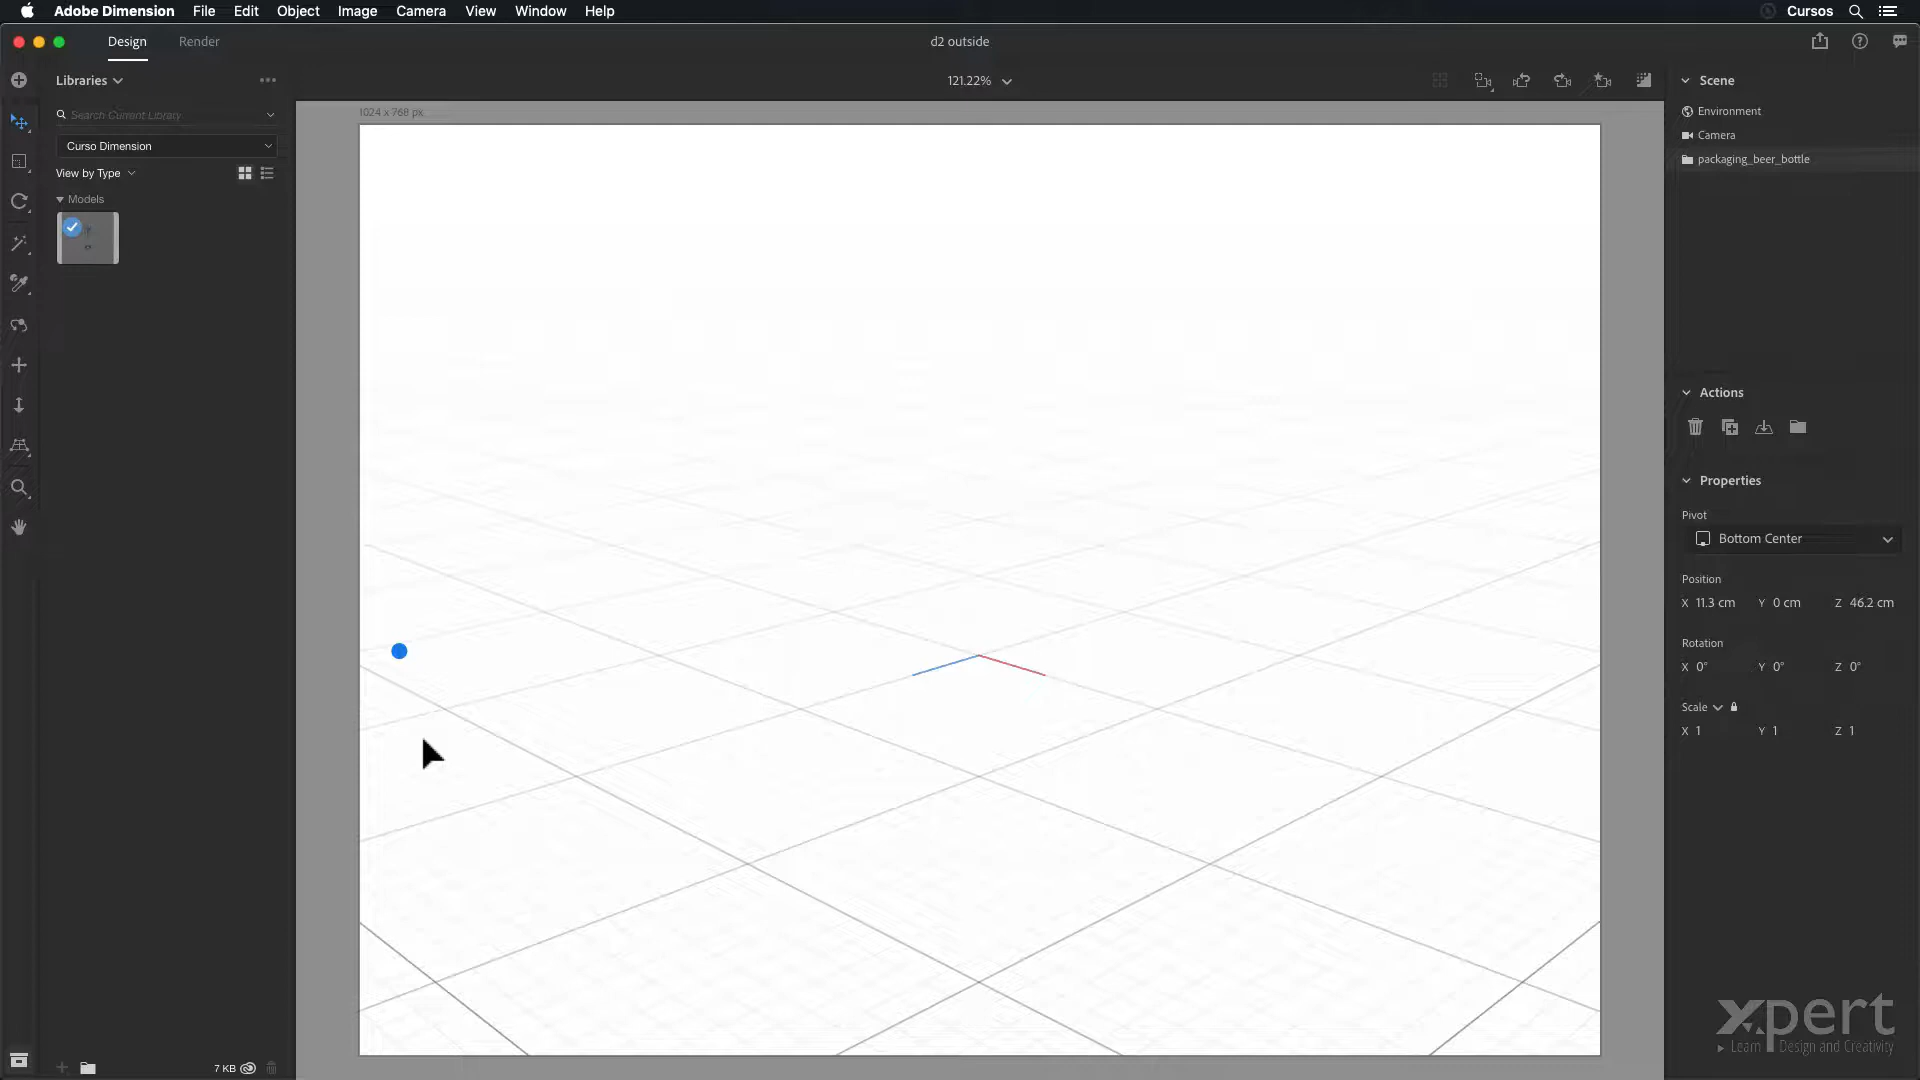 Adobe Dimension File Edit Object Image Camera View Window Help Cursos
Design Render d2 outside
Libraries
121.22%
Search Current Library
Curso Dimension
View by Type
Models
7 KB
1024 x 768 px
Scene
Environment
Camera
packaging_beer_bottle
Actions
Properties
Pivot
Bottom Center
Position
X 11.3 cm Y 0 cm Z 46.2 cm
Rotation
X 0° Y 0° Z 0°
Scale
X 1 Y 1 Z 1
xpert
Learn Design and Creativity